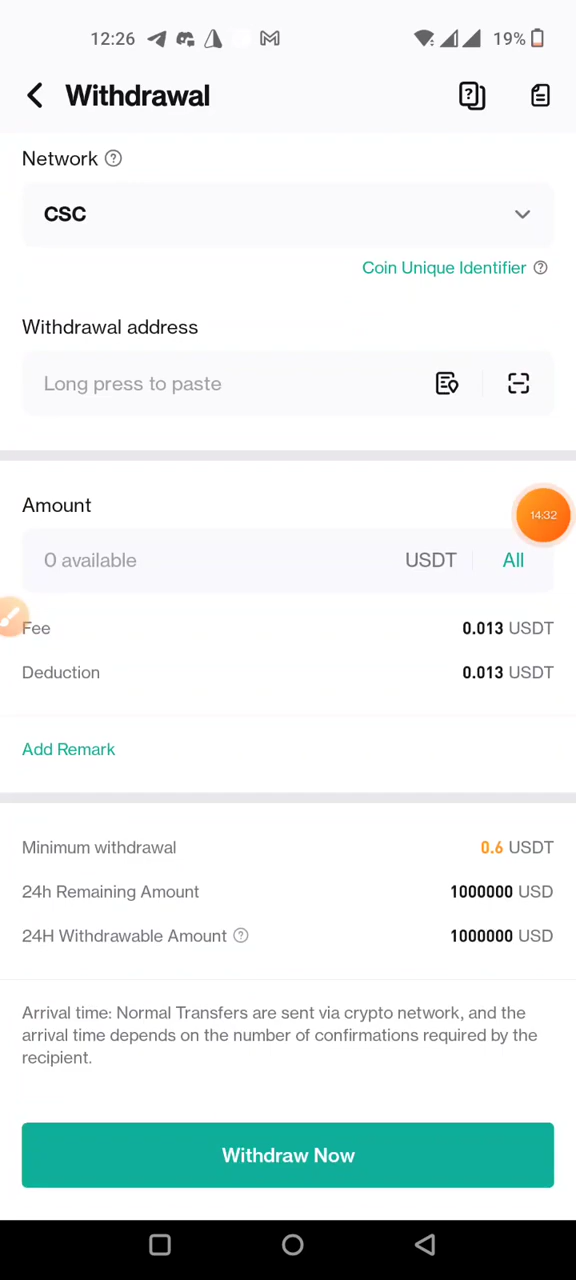 12:26
19%
Withdrawal
Network
CSC
Coin Unique Identifier
Withdrawal address
Long press to paste
Amount
14:32
0 available USDT All
Fee 0.013 USDT
Deduction 0.013 USDT
Add Remark
Minimum withdrawal 0.6 USDT
24h Remaining Amount 1000000 USD
24H Withdrawable Amount 1000000 USD
Arrival time: Normal Transfers are sent via crypto network, and the
arrival time depends on the number of confirmations required by the
recipient.
Withdraw Now